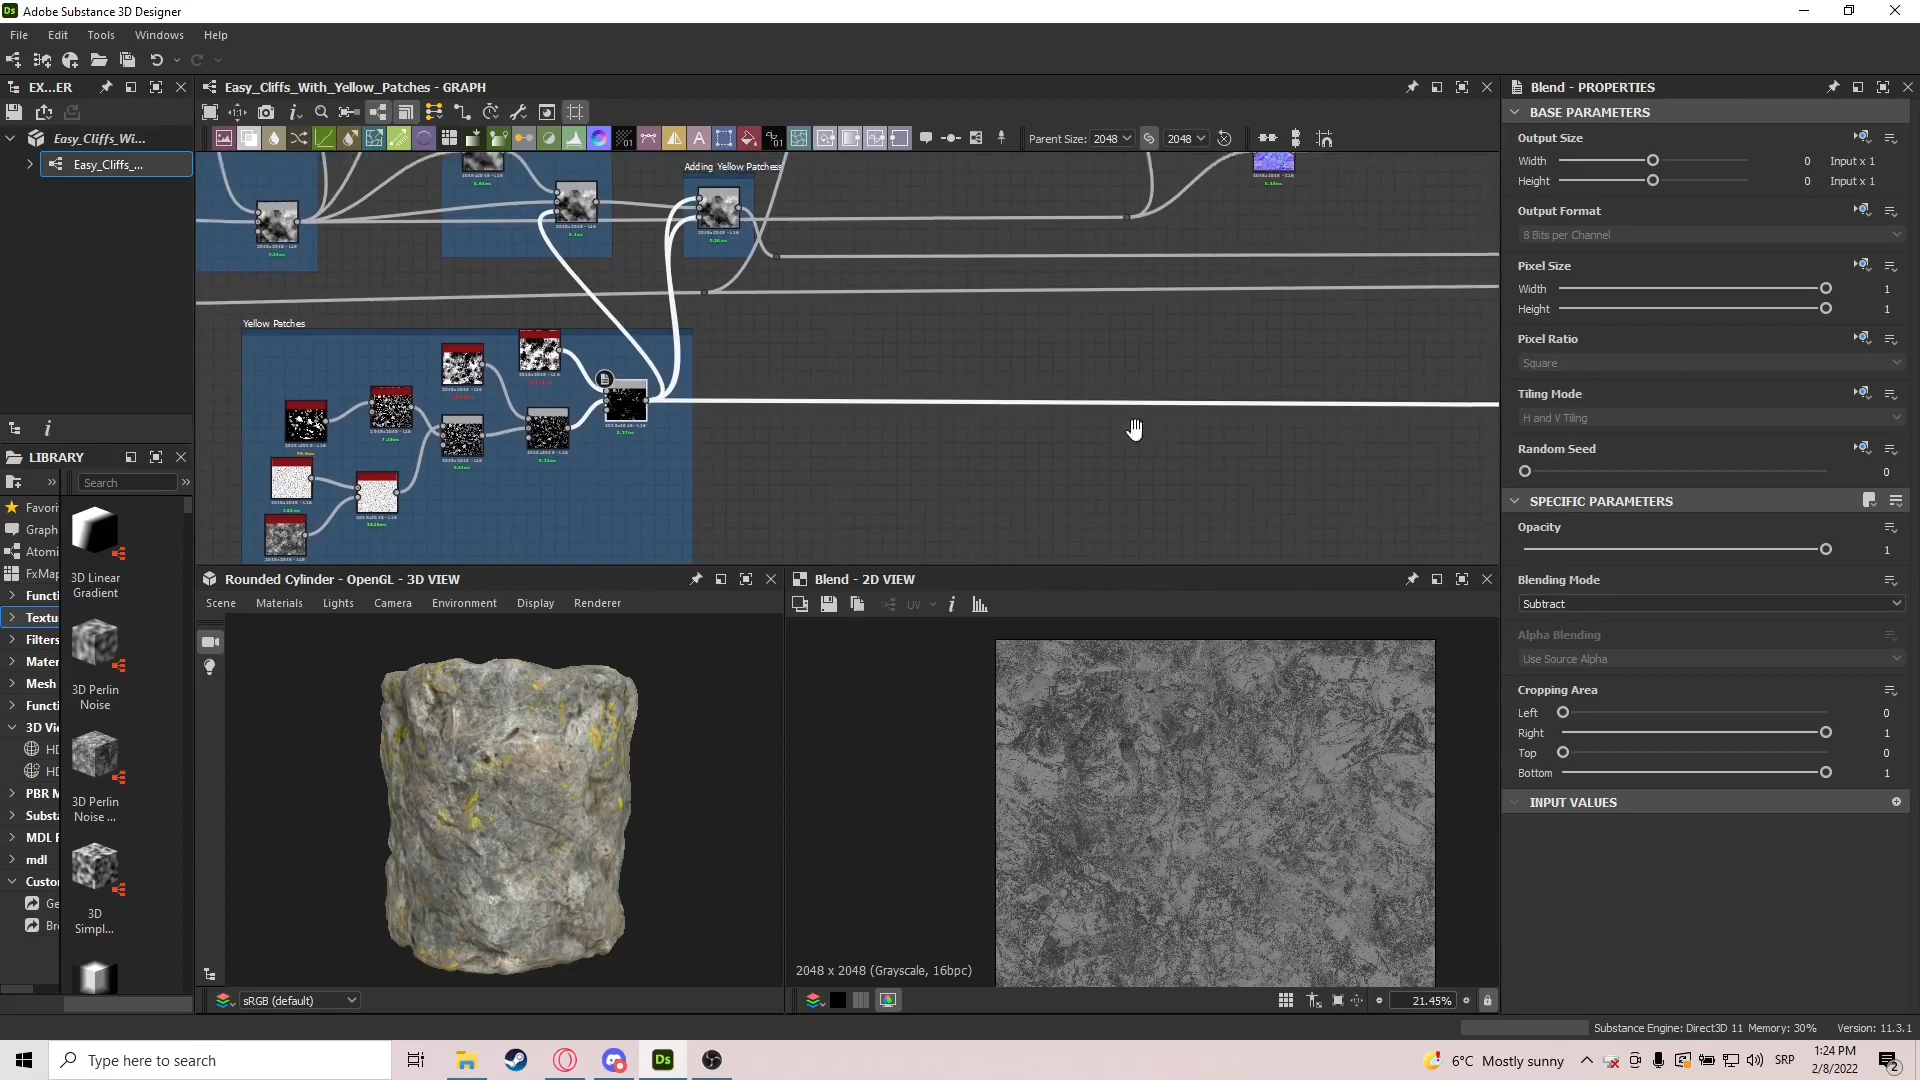 Adobe Substance 3D Designer
File Edit Tools Windows Help
EX...ER
Easy_Cliffs_Wi...
Easy_Cliffs_...
Easy_Cliffs_With_Yellow_Patches - GRAPH
Parent Size: 2048 2048
Adding Yellow Patchess
Yellow Patches
LIBRARY
Search
Favori
Graph
Atomi
FxMap
Functi
Textu
Filters
Mater
Mesh
Functi
3D Vie
HD
HD
PBR M
Substa
MDL R
mdl
Custo
Ge
Bro
3D Linear
Gradient
3D Perlin
Noise
3D Perlin
Noise ...
3D
Simpl...
Rounded Cylinder - OpenGL - 3D VIEW
Scene Materials Lights Camera Environment Display Renderer
sRGB (default)
Blend - 2D VIEW
UV
2048 x 2048 (Grayscale, 16bpc)
21.45%
Blend - PROPERTIES
BASE PARAMETERS
Output Size
Width 0 Input x 1
Height 0 Input x 1
Output Format
8 Bits per Channel
Pixel Size
Width 1
Height 1
Pixel Ratio
Square
Tiling Mode
H and V Tiling
Random Seed
0
SPECIFIC PARAMETERS
Opacity
1
Blending Mode
Subtract
Alpha Blending
Use Source Alpha
Cropping Area
Left 0
Right 1
Top 0
Bottom 1
INPUT VALUES
Substance Engine: Direct3D 11 Memory: 30% Version: 11.3.1
Type here to search
Ds
6°C Mostly sunny
SRP
1:24 PM
2/8/2022
2